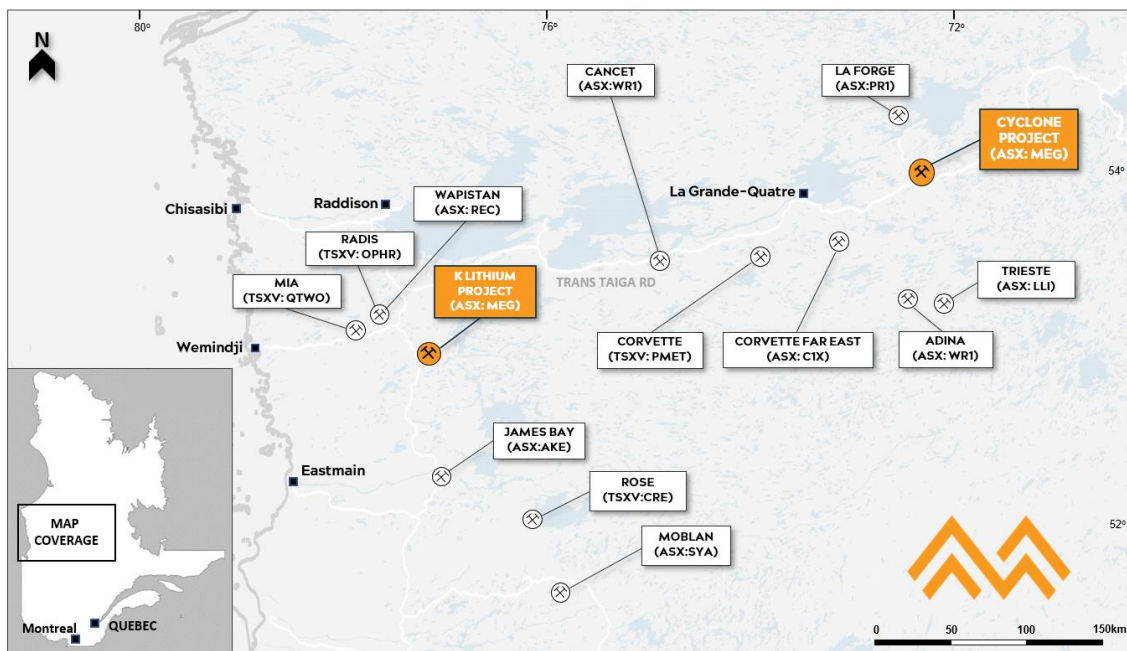 80
76
72
N
CANCET
(ASX:WR1)
LA FORGE
(ASX:PR1)
CYCLONE
PROJECT
(ASX: MEG)
54
Chisasibi
Raddison
WAPISTAN
(ASX: REC)
La Grande-Quatre
RADIS
(TSXV: OPHR)
MIA
(TSXV: QTWO)
K LITHIUM
PROJECT
(ASX: MEG)
TRANS TAIGA RD
TRIESTE
(ASX: LLI)
Wemindji
CORVETTE
(TSXV: PMET)
CORVETTE FAR EAST
(ASX: C1X)
ADINA
(ASX: WR1)
JAMES BAY
(ASX:AKE)
Eastmain
ROSE
(TSXV:CRE)
52
MOBLAN
(ASX:SYA)
MAP
COVERAGE
Montreal
QUEBEC
0 50 100 150km